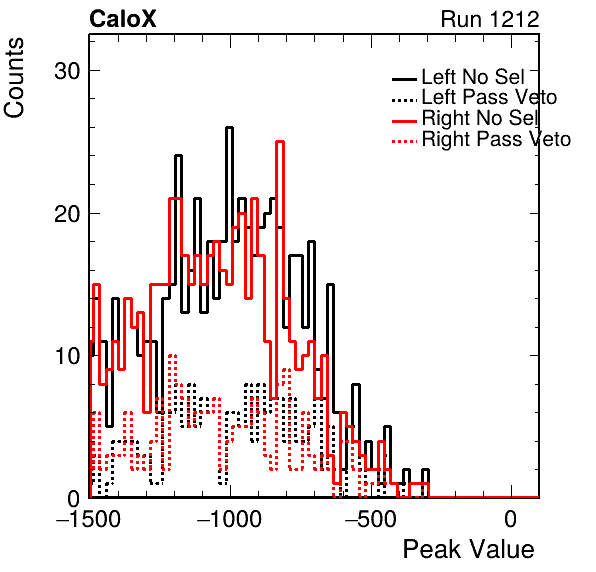 CaloX Run 1212
Counts
30
20
10
0
Left No Sel
Left Pass Veto
Right No Sel
Right Pass Veto
−1500 −1000 −500 0
Peak Value